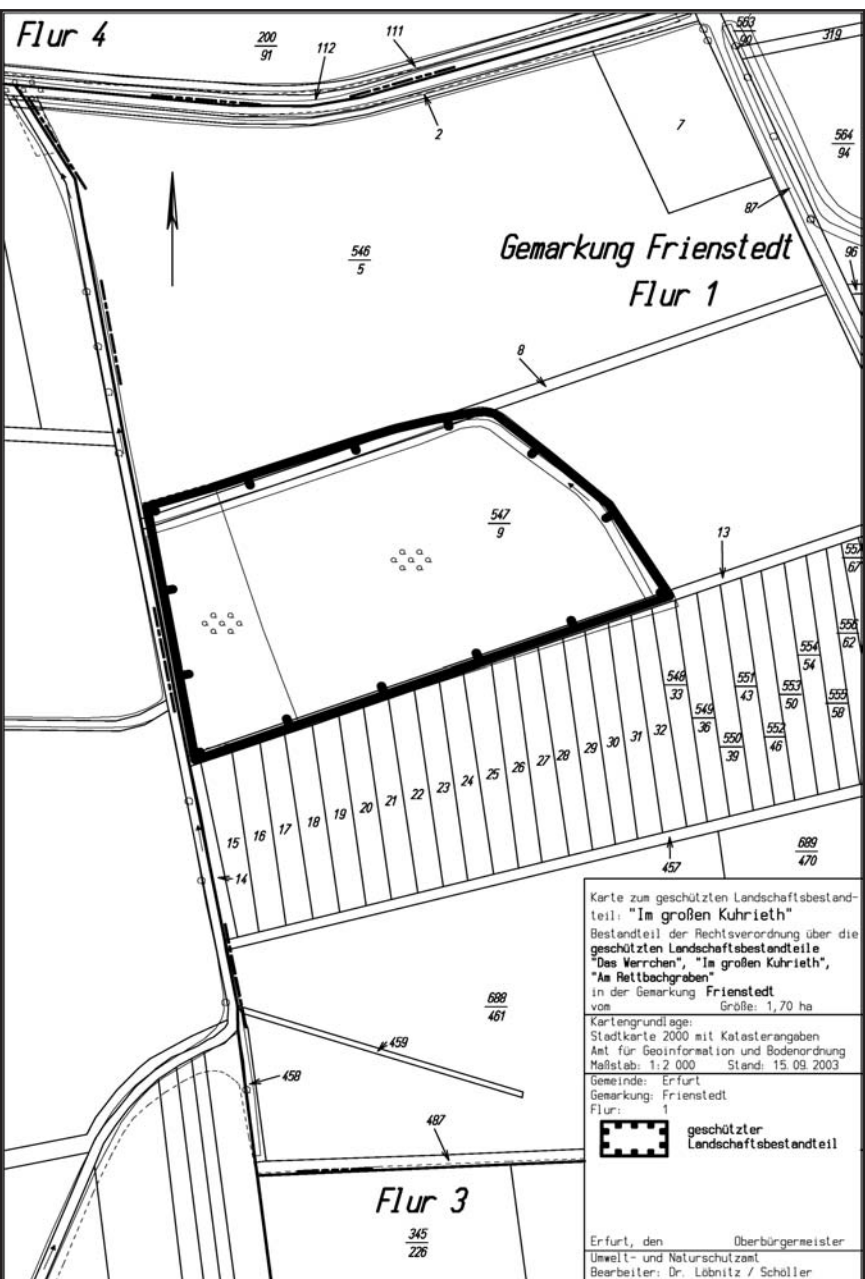 Flur 4
200
91
112
111
563
90
319
2
7
564
94
87
546
5
Gemarkung Frienstedt
Flur 1
96
8
547
9
13
557
67
556
62
554
54
548
33
551
43
553
50
555
58
549
36
550
39
552
46
15
16
17
18
19
20
21
22
23
24
25
26
27
28
29
30
31
32
14
457
689
470
688
461
459
458
487
Flur 3
345
226
Karte zum geschützten Landschaftsbestand-
teil: "Im großen Kuhrieth"
Bestandteil der Rechtsverordnung über die
geschützten Landschaftsbestandteile
"Das Werrchen", "Im großen Kuhrieth",
"Am Rettbachgraben"
in der Gemarkung Frienstedt
vom Größe: 1,70 ha
Kartengrundlage:
Stadtkarte 2000 mit Katasterangaben
Amt für Geoinformation und Bodenordnung
Maßstab: 1:2 000 Stand: 15.09.2003
Gemeinde: Erfurt
Gemarkung: Frienstedt
Flur: 1
geschützter
Landschaftsbestandteil
Erfurt, den Oberbürgermeister
Umwelt- und Naturschutzamt
Bearbeiter: Dr. Löbnitz / Schöller